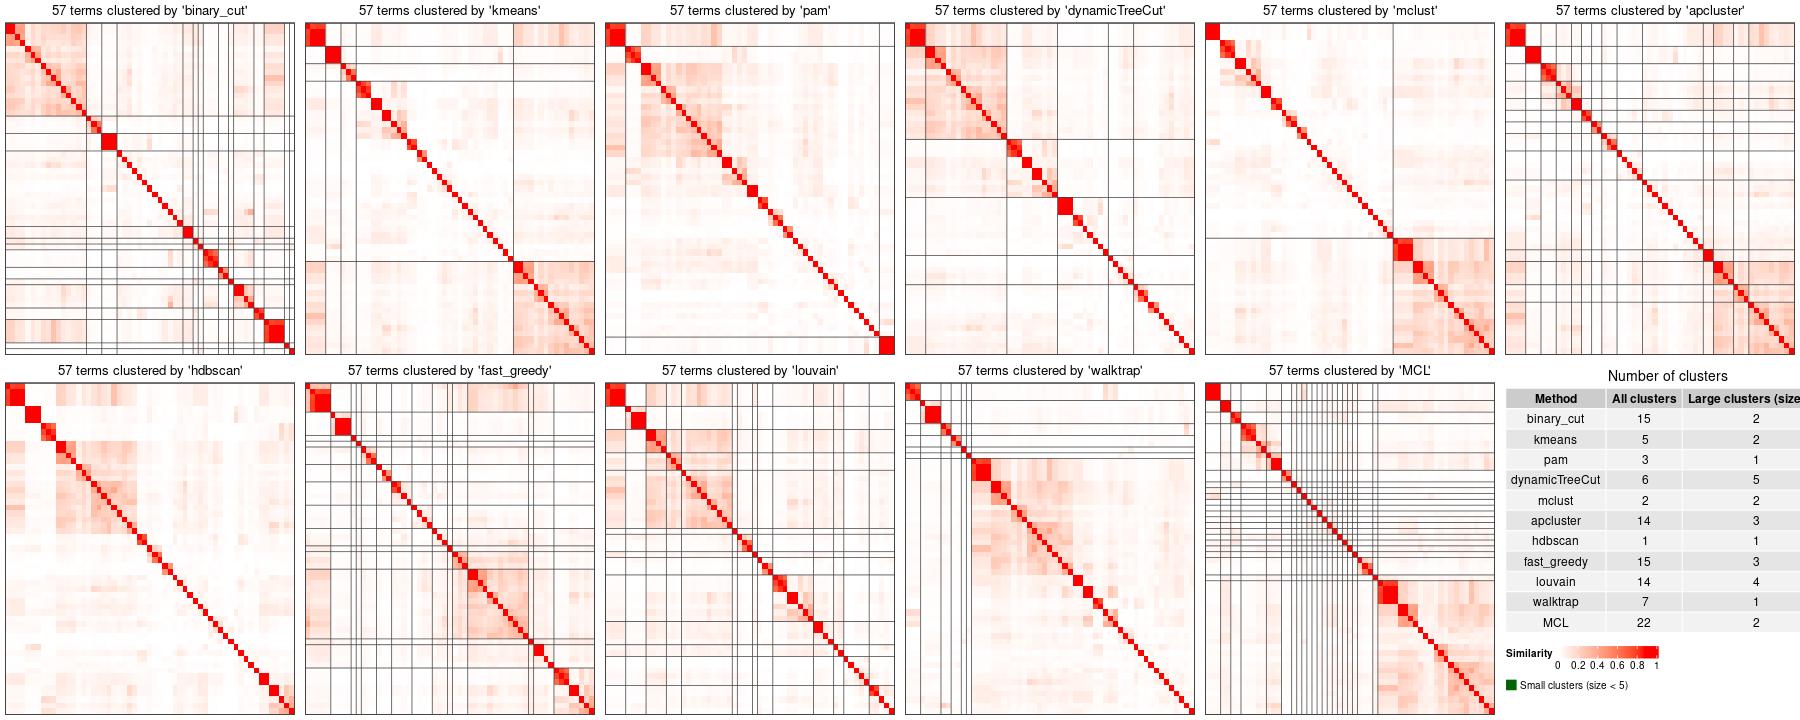 57 terms clustered by 'binary_cut'
57 terms clustered by 'kmeans'
57 terms clustered by 'pam'
57 terms clustered by 'dynamicTreeCut'
57 terms clustered by 'mclust'
57 terms clustered by 'apcluster'
57 terms clustered by 'hdbscan'
57 terms clustered by 'fast_greedy'
57 terms clustered by 'louvain'
57 terms clustered by 'walktrap'
57 terms clustered by 'MCL'
Number of clusters
Method All clusters Large clusters (size
binary_cut 15 2
kmeans 5 2
pam 3 1
dynamicTreeCut 6 5
mclust 2 2
apcluster 14 3
hdbscan 1 1
fast_greedy 15 3
louvain 14 4
walktrap 7 1
MCL 22 2
Similarity
0 0.2 0.4 0.6 0.8 1
Small clusters (size < 5)